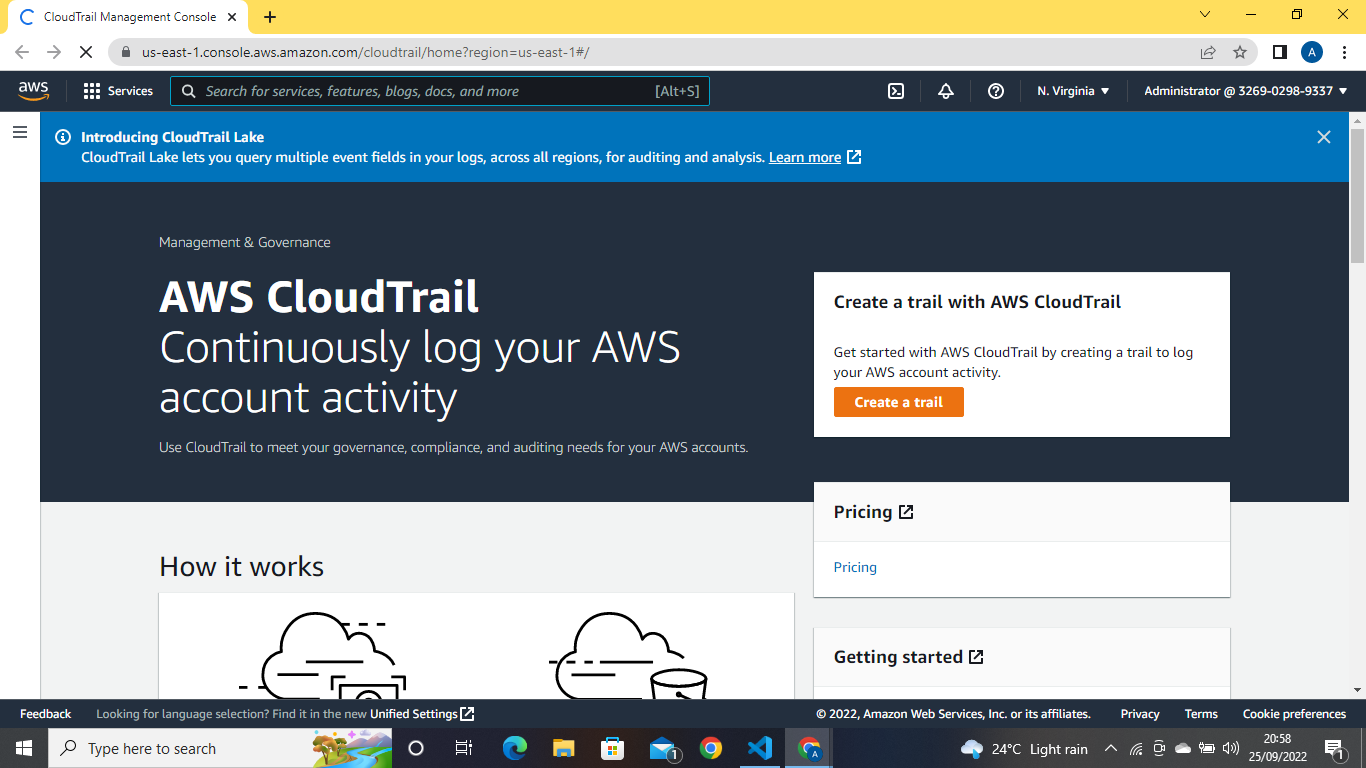 CloudTrail Management Console
us-east-1.console.aws.amazon.com/cloudtrail/home?region=us-east-1#/
A
aws
Services
Search for services, features, blogs, docs, and more
[Alt+S]
N. Virginia
Administrator @ 3269-0298-9337
Introducing CloudTrail Lake
CloudTrail Lake lets you query multiple event fields in your logs, across all regions, for auditing and analysis. Learn more
Management & Governance
AWS CloudTrail
Continuously log your AWS
account activity
Use CloudTrail to meet your governance, compliance, and auditing needs for your AWS accounts.
Create a trail with AWS CloudTrail
Get started with AWS CloudTrail by creating a trail to log
your AWS account activity.
Create a trail
Pricing
Pricing
How it works
Getting started
Feedback
Looking for language selection? Find it in the new Unified Settings
© 2022, Amazon Web Services, Inc. or its affiliates.
Privacy
Terms
Cookie preferences
Type here to search
1
A
24°C Light rain
20:58
25/09/2022
1